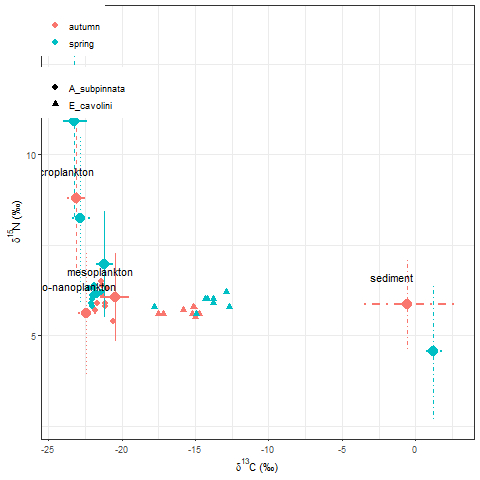 autumn
spring
A_subpinnata
E_cavolini
10
croplankton
mesoplankton
o-nanoplankton
sediment
5
δ15N (‰)
-25 -20 -15 -10 -5 0
δ13C (‰)